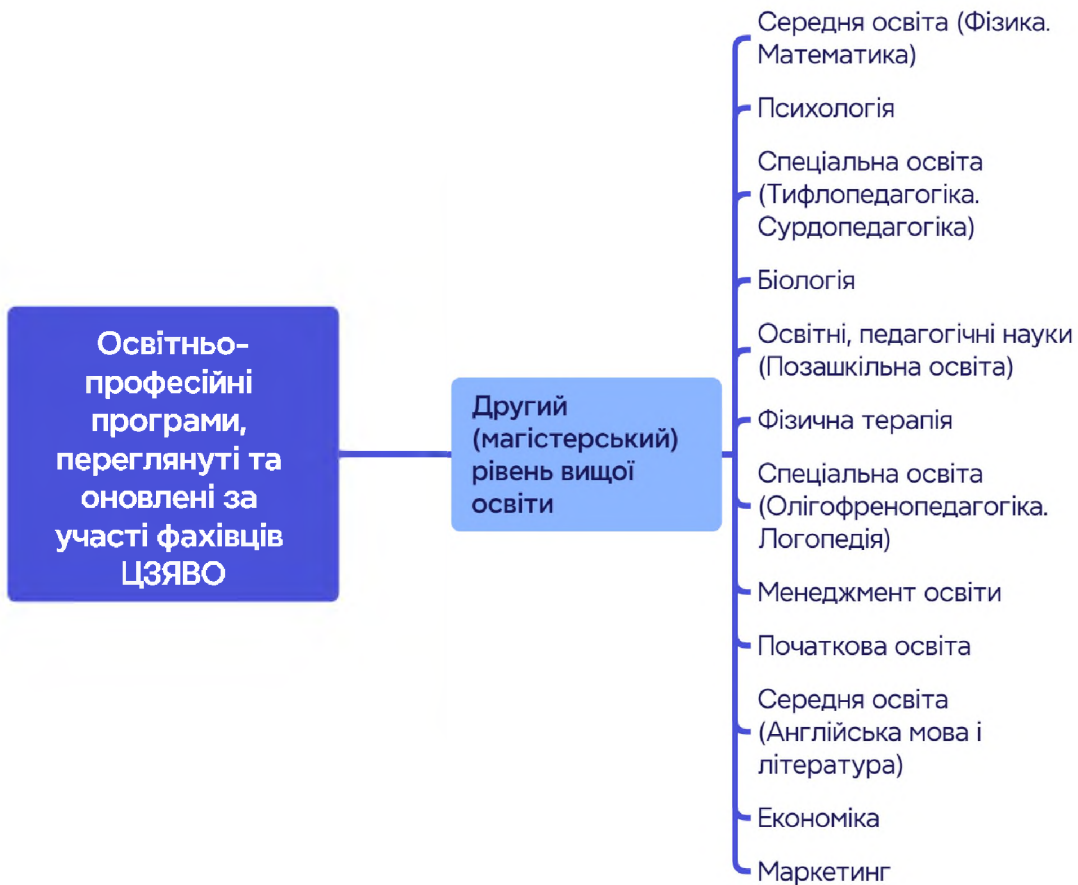 Освітньо-
професійні
програми,
переглянуті та
оновлені за
участі фахівців
ЦЗЯВО
Другий
(магістерський)
рівень вищої
освіти
Середня освіта (Фізика.
Математика)
Психологія
Спеціальна освіта
(Тифлопедагогіка.
Сурдопедагогіка)
Біологія
Освітні, педагогічні науки
(Позашкільна освіта)
Фізична терапія
Спеціальна освіта
(Олігофренопедагогіка.
Логопедія)
Менеджмент освіти
Початкова освіта
Середня освіта
(Англійська мова і
література)
Економіка
Маркетинг